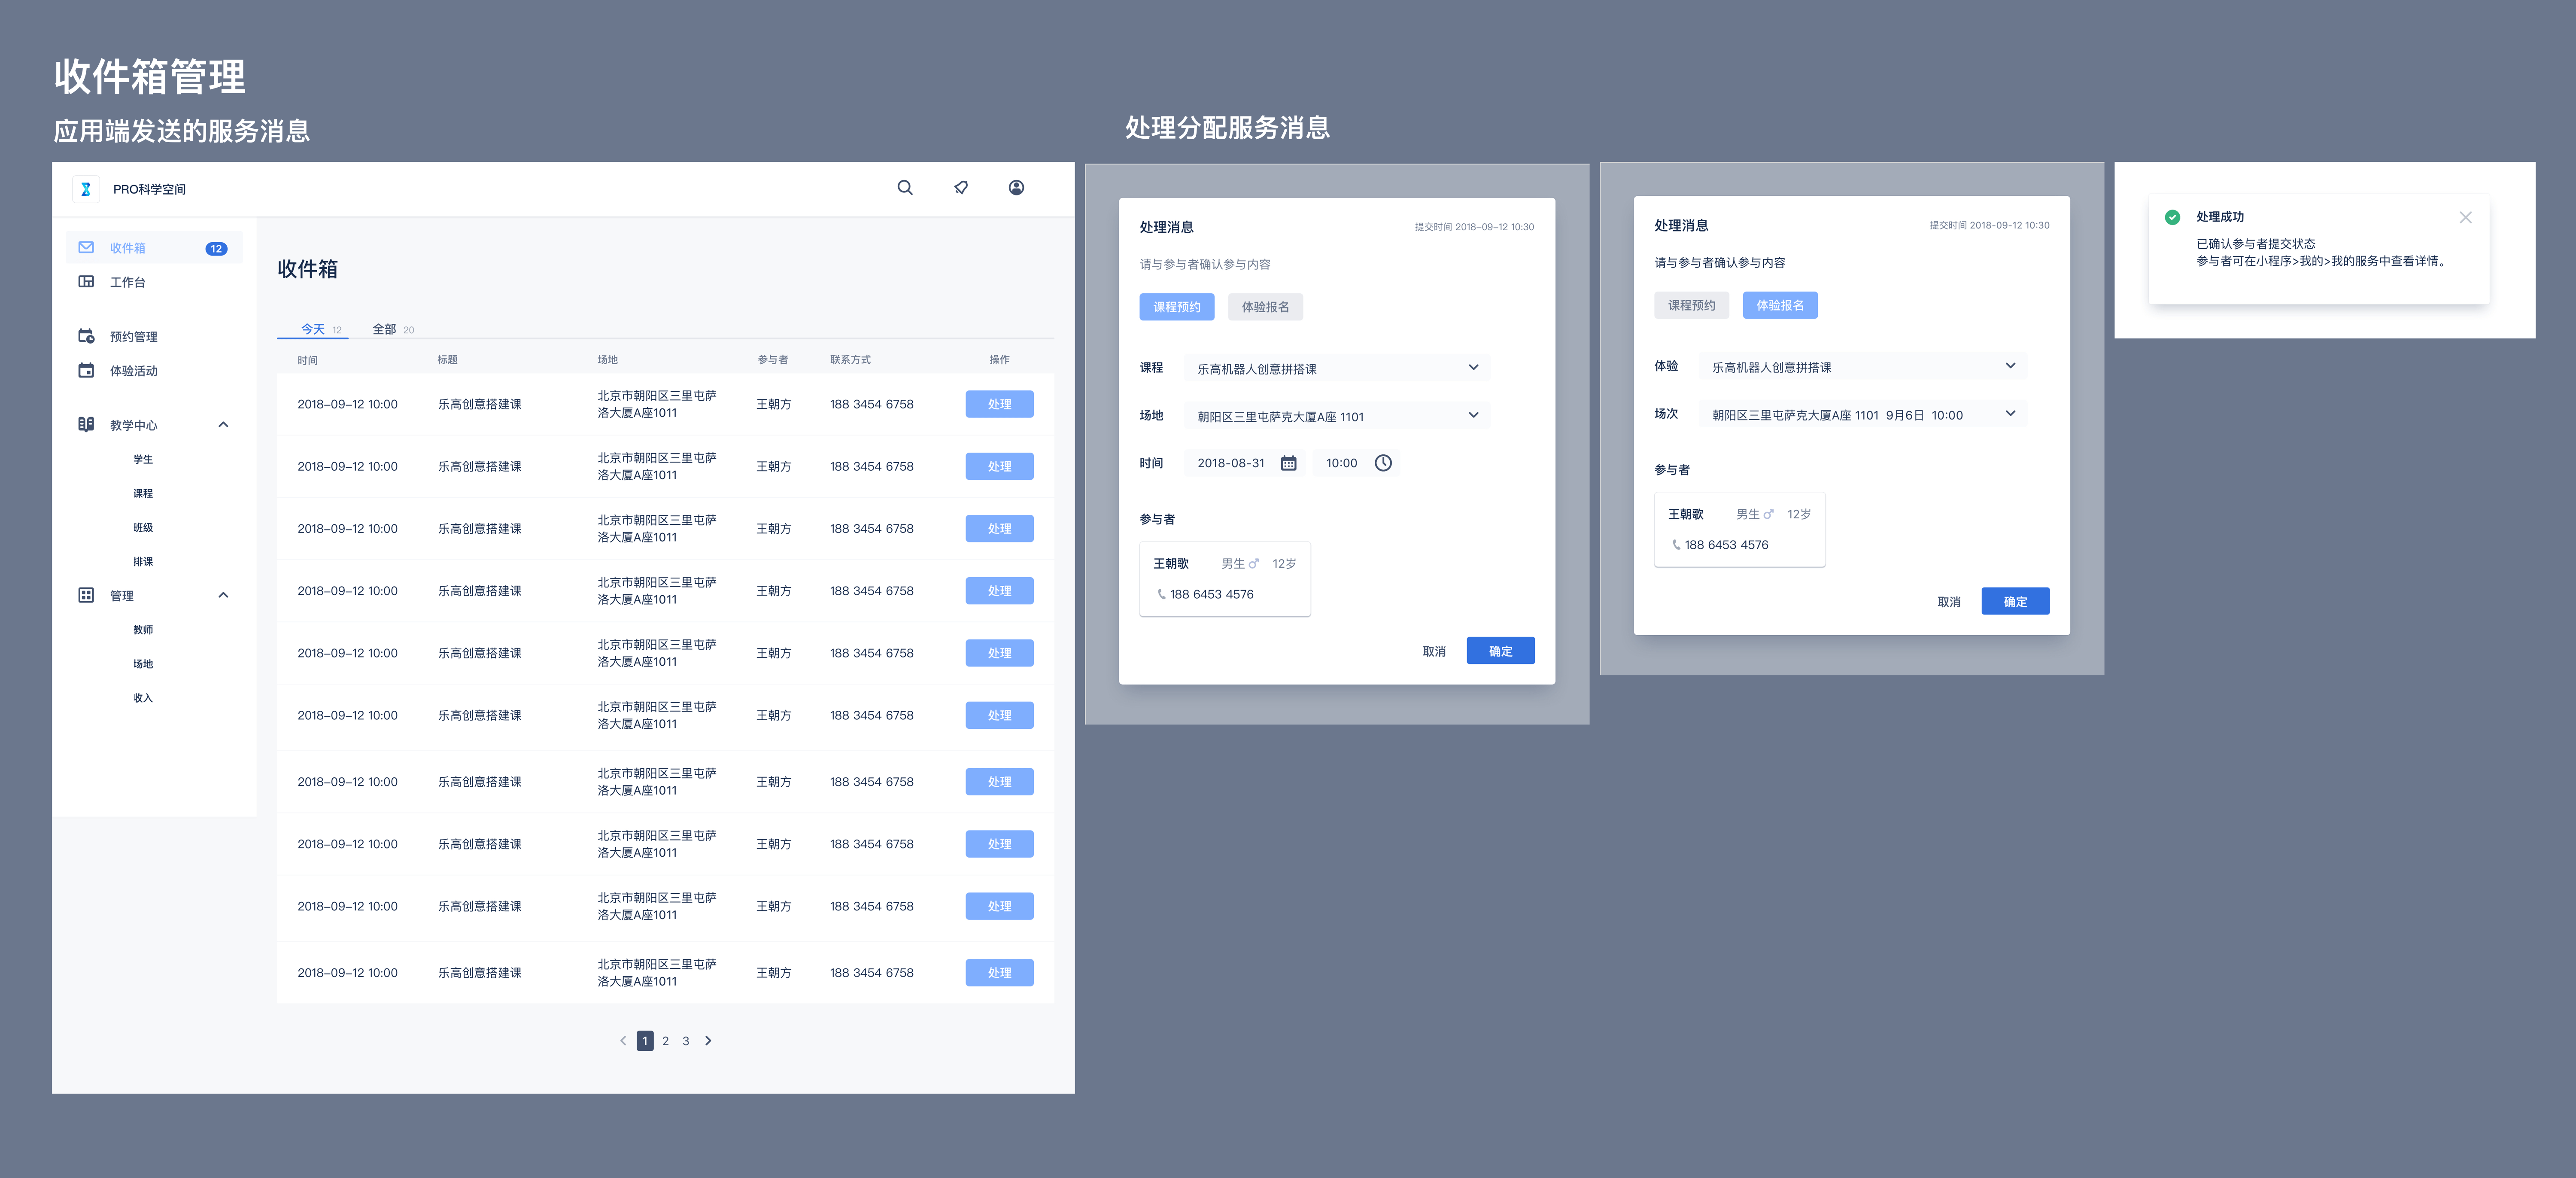 收件箱管理
应用端发送的服务消息
PRO科学空间
收件箱 12
工作台
预约管理
体验活动
教学中心
学生
课程
班级
排课
管理
教师
场地
收入
收件箱
今天 12 全部 20
时间 标题 场地 参与者 联系方式 操作
2018-09-12 10:00 乐高创意搭建课 北京市朝阳区三里屯萨 王朝方 188 3454 6758 处理
洛大厦A座1011
2018-09-12 10:00 乐高创意搭建课 北京市朝阳区三里屯萨 王朝方 188 3454 6758 处理
洛大厦A座1011
2018-09-12 10:00 乐高创意搭建课 北京市朝阳区三里屯萨 王朝方 188 3454 6758 处理
洛大厦A座1011
2018-09-12 10:00 乐高创意搭建课 北京市朝阳区三里屯萨 王朝方 188 3454 6758 处理
洛大厦A座1011
2018-09-12 10:00 乐高创意搭建课 北京市朝阳区三里屯萨 王朝方 188 3454 6758 处理
洛大厦A座1011
2018-09-12 10:00 乐高创意搭建课 北京市朝阳区三里屯萨 王朝方 188 3454 6758 处理
洛大厦A座1011
2018-09-12 10:00 乐高创意搭建课 北京市朝阳区三里屯萨 王朝方 188 3454 6758 处理
洛大厦A座1011
2018-09-12 10:00 乐高创意搭建课 北京市朝阳区三里屯萨 王朝方 188 3454 6758 处理
洛大厦A座1011
2018-09-12 10:00 乐高创意搭建课 北京市朝阳区三里屯萨 王朝方 188 3454 6758 处理
洛大厦A座1011
2018-09-12 10:00 乐高创意搭建课 北京市朝阳区三里屯萨 王朝方 188 3454 6758 处理
洛大厦A座1011
1 2 3
处理分配服务消息
处理消息 提交时间 2018-09-12 10:30
请与参与者确认参与内容
课程预约 体验报名
课程 乐高机器人创意拼搭课
场地 朝阳区三里屯萨克大厦A座 1101
时间 2018-08-31 10:00
参与者
王朝歌 男生 12岁
188 6453 4576
取消 确定
处理消息 提交时间 2018-09-12 10:30
请与参与者确认参与内容
课程预约 体验报名
体验 乐高机器人创意拼搭课
场次 朝阳区三里屯萨克大厦A座 1101 9月6日 10:00
参与者
王朝歌 男生 12岁
188 6453 4576
取消 确定
处理成功
已确认参与者提交状态
参与者可在小程序>我的>我的服务中查看详情。